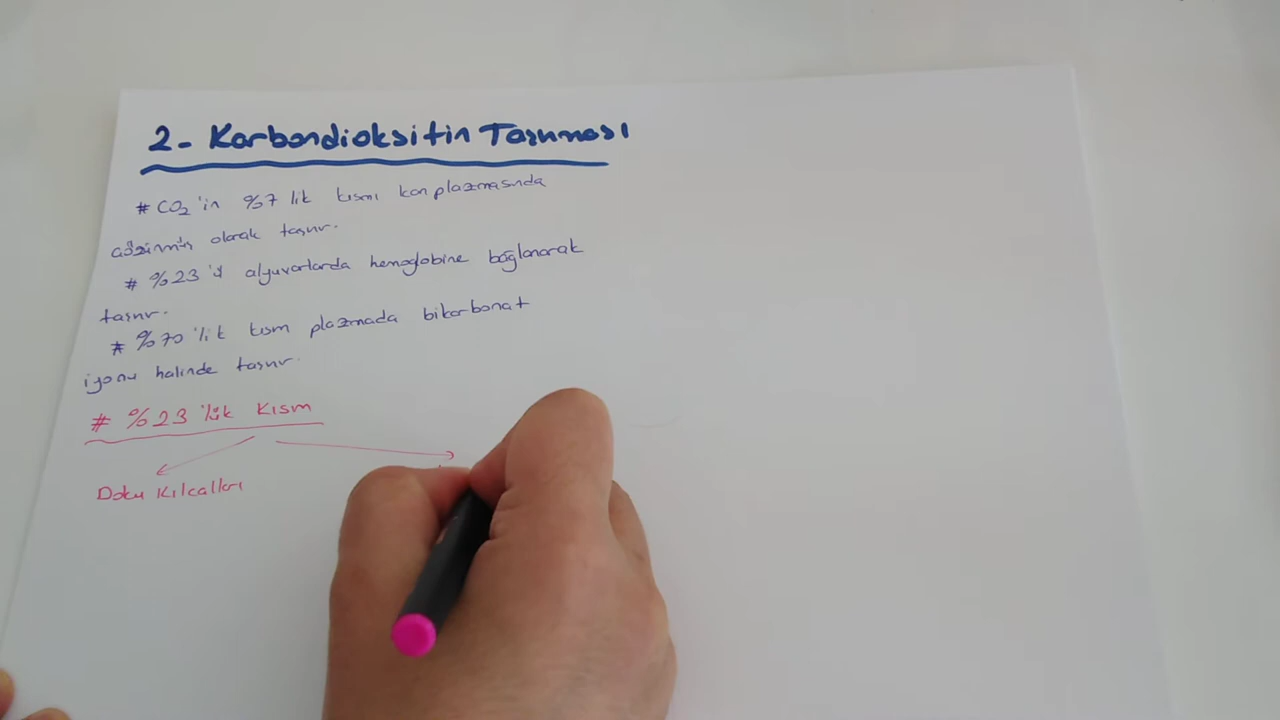 2- Karbondioksitin Taşınması
# CO₂'in %7 lik kısmı kan plazmasında
çözünmüş olarak taşınır.
# %23'ü alyuvarlarda hemoglobine bağlanarak
taşınır.
# %70'lik kısım plazmada bikarbonat
iyonu halinde taşınır.
# %23'lük Kısım
Doku Kılcalları